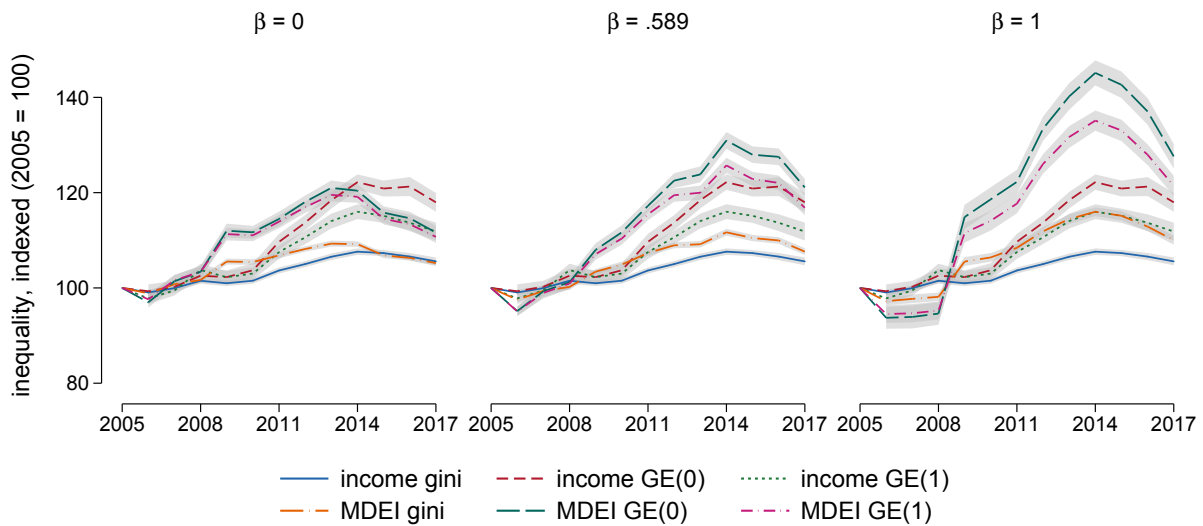 β = 0
β = .589
β = 1
inequality, indexed (2005 = 100)
140
120
100
80
2005 2008 2011 2014 2017
2005 2008 2011 2014 2017
2005 2008 2011 2014 2017
income gini income GE(0) income GE(1)
MDEI gini MDEI GE(0) MDEI GE(1)